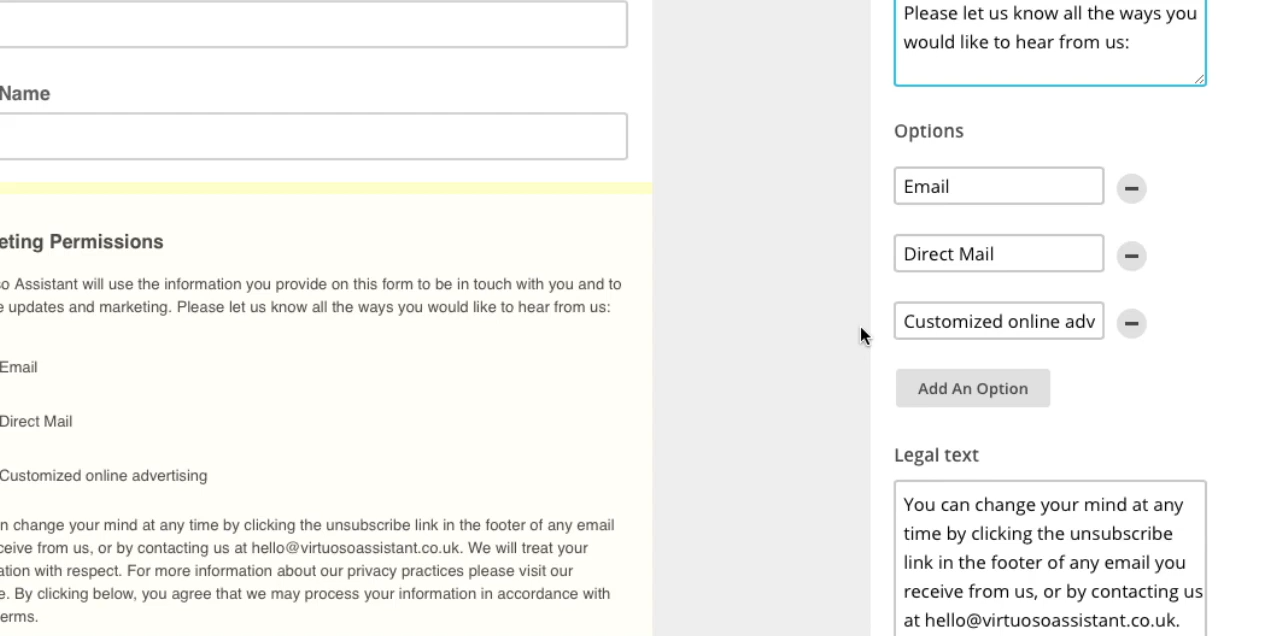 Name
eting Permissions
so Assistant will use the information you provide on this form to be in touch with you and to
e updates and marketing. Please let us know all the ways you would like to hear from us:
Email
Direct Mail
Customized online advertising
n change your mind at any time by clicking the unsubscribe link in the footer of any email
ceive from us, or by contacting us at hello@virtuosoassistant.co.uk. We will treat your
ation with respect. For more information about our privacy practices please visit our
e. By clicking below, you agree that we may process your information in accordance with
erms.
Please let us know all the ways you
would like to hear from us:
Options
Email
Direct Mail
Customized online adv
Add An Option
Legal text
You can change your mind at any
time by clicking the unsubscribe
link in the footer of any email you
receive from us, or by contacting us
at hello@virtuosoassistant.co.uk.